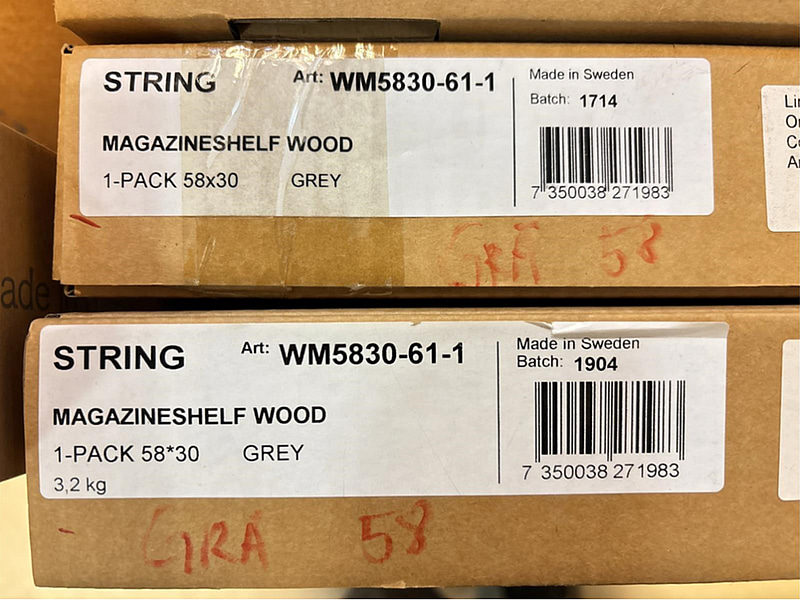 STRING Art: WM5830-61-1
MAGAZINESHELF WOOD
1-PACK 58x30 GREY
Made in Sweden
Batch: 1714
7 350038 271983
58
ade
STRING Art: WM5830-61-1
MAGAZINESHELF WOOD
1-PACK 58*30 GREY
3,2 kg
Made in Sweden
Batch: 1904
7 350038 271983
GRÅ 58